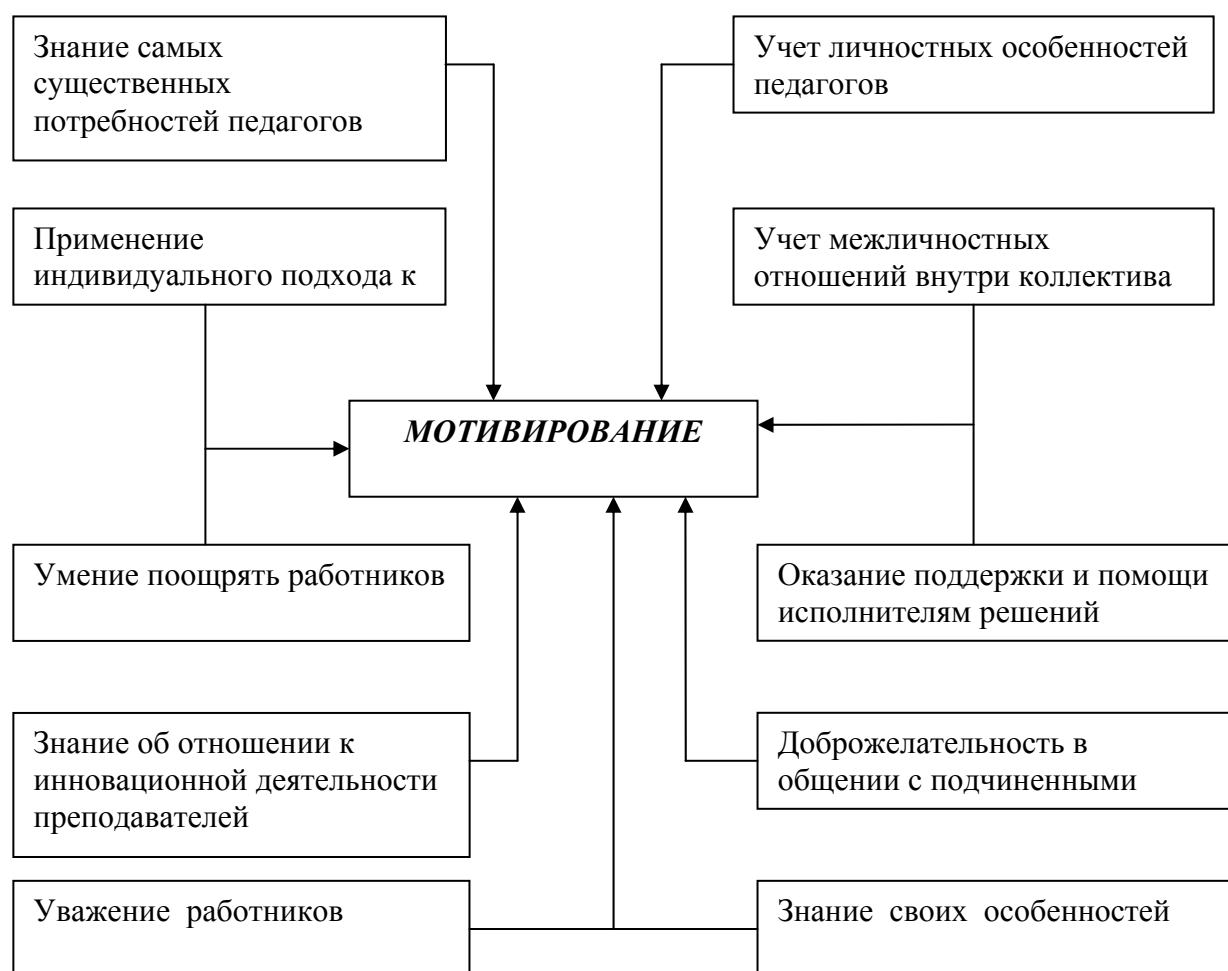 Знание самых
существенных
потребностей педагогов
Учет личностных особенностей
педагогов
Применение
индивидуального подхода к
Учет межличностных
отношений внутри коллектива
МОТИВИРОВАНИЕ
Умение поощрять работников
Оказание поддержки и помощи
исполнителям решений
Знание об отношении к
инновационной деятельности
преподавателей
Доброжелательность в
общении с подчиненными
Уважение работников
Знание своих особенностей